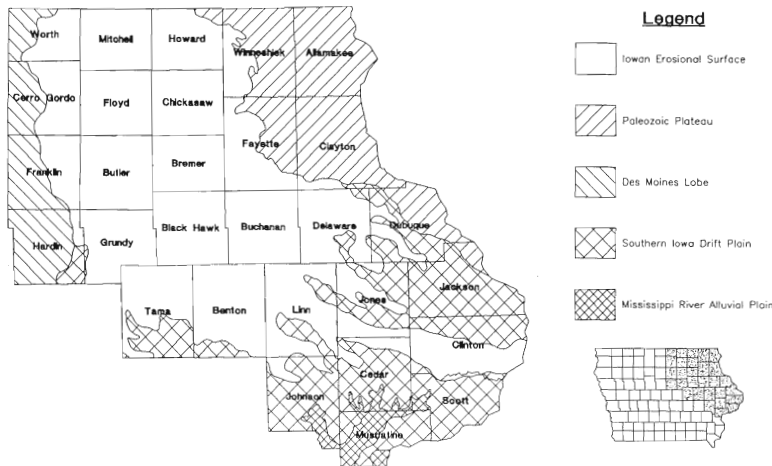 Legend
Iowan Erosional Surface
Paleozoic Plateau
Des Moines Lobe
Southern Iowa Drift Plain
Mississippi River Alluvial Plain
Worth
Mitchell
Howard
Winneshiek
Allamakee
Cerro Gordo
Floyd
Chickasaw
Fayette
Clayton
Franklin
Butler
Bremer
Hardin
Grundy
Black Hawk
Buchanan
Delaware
Dubuque
Tama
Benton
Linn
Jones
Jackson
Clinton
Johnson
Cedar
Scott
Muscatine